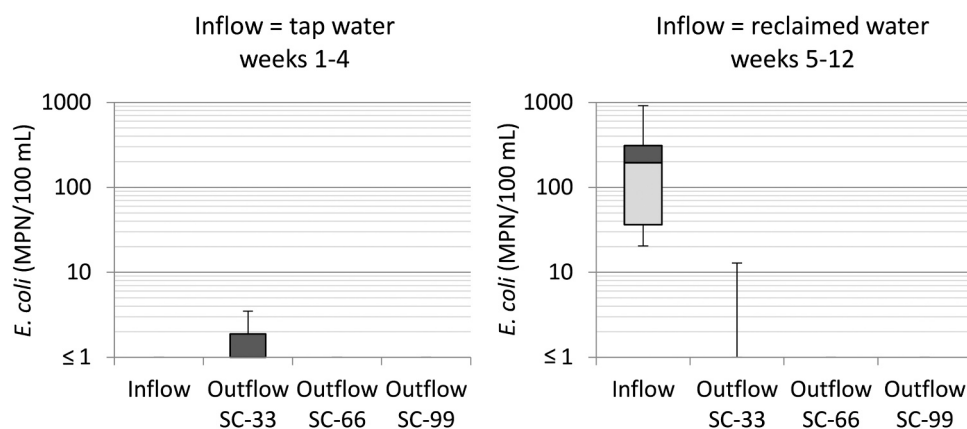 Inflow = tap water
weeks 1-4
E. coli (MPN/100 mL)
1000
100
10
≤ 1
Inflow
Outflow
SC-33
Outflow
SC-66
Outflow
SC-99
Inflow = reclaimed water
weeks 5-12
E. coli (MPN/100 mL)
1000
100
10
≤ 1
Inflow
Outflow
SC-33
Outflow
SC-66
Outflow
SC-99